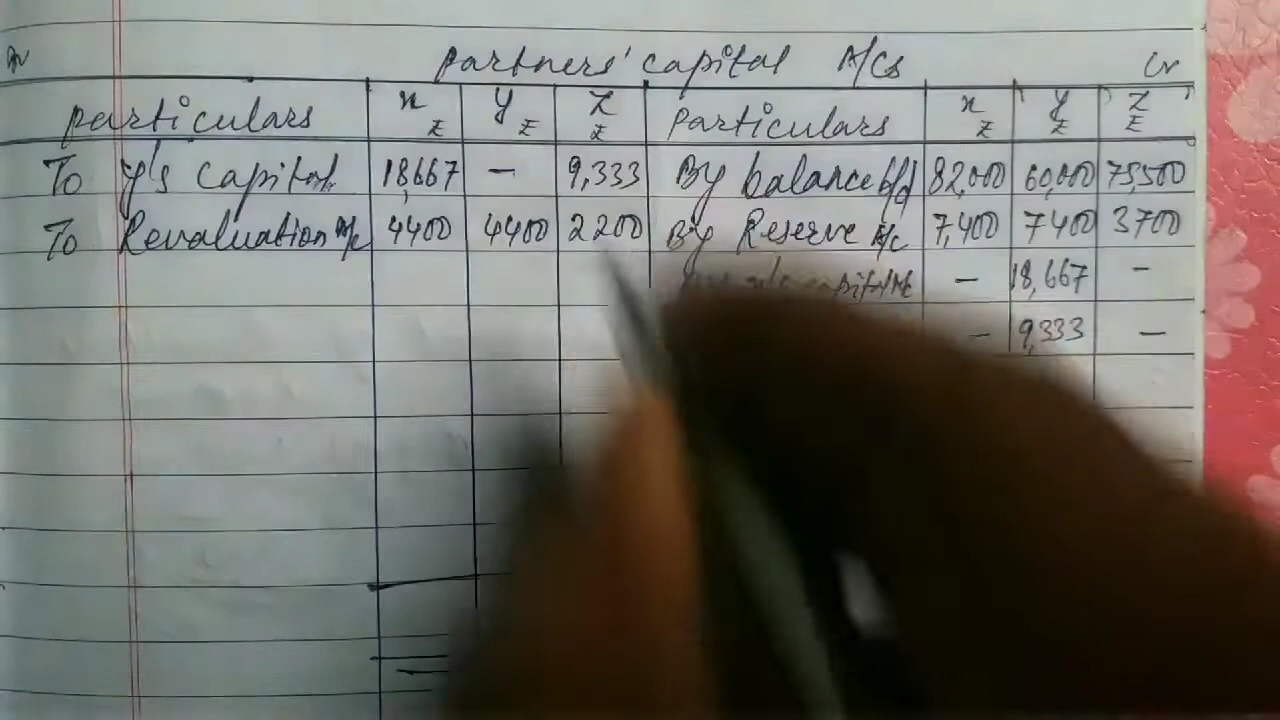 Dr Partners' capital A/Cs Cr
particulars x y z Particulars x y z
₹ ₹ ₹ ₹ ₹ ₹
To y's capital 18,667 - 9,333 By balance b/d 82,000 60,000 75,500
To Revaluation A/c 4400 4400 2200 By Reserve A/c 7,400 7400 3700
capital A/c - 18,667 -
- 9,333 -